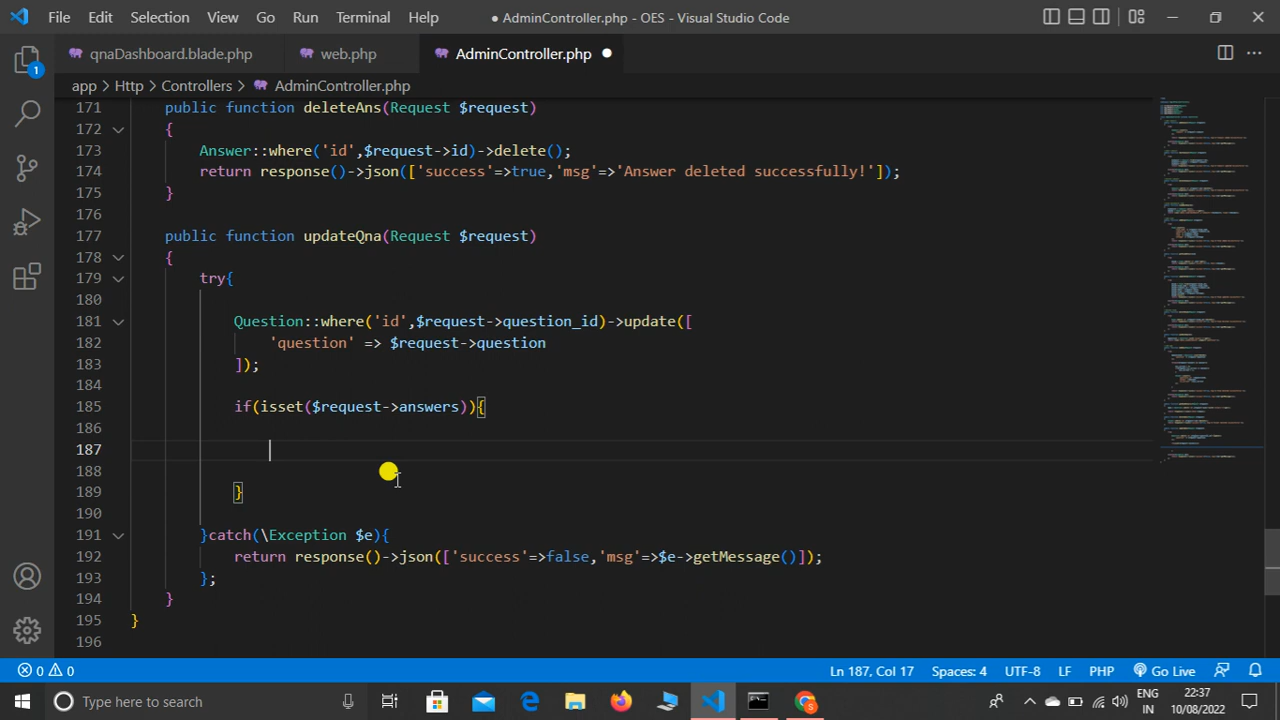 File Edit Selection View Go Run Terminal Help
● AdminController.php - OES - Visual Studio Code
qnaDashboard.blade.php web.php AdminController.php
app > Http > Controllers > AdminController.php
171 public function deleteAns(Request $request)
172 {
173 Answer::where('id',$request->id)->delete();
174 return response()->json(['success'=>true,'msg'=>'Answer deleted successfully!']);
175 }
176
177 public function updateQna(Request $request)
178 {
179 try{
180
181 Question::where('id',$request->question_id)->update([
182 'question' => $request->question
183 ]);
184
185 if(isset($request->answers)){
186
187
188
189 }
190
191 }catch(\Exception $e){
192 return response()->json(['success'=>false,'msg'=>$e->getMessage()]);
193 };
194 }
195 }
196
1
0 0 Ln 187, Col 17 Spaces: 4 UTF-8 LF PHP Go Live
Type here to search
S
ENG
IN
22:37
10/08/2022